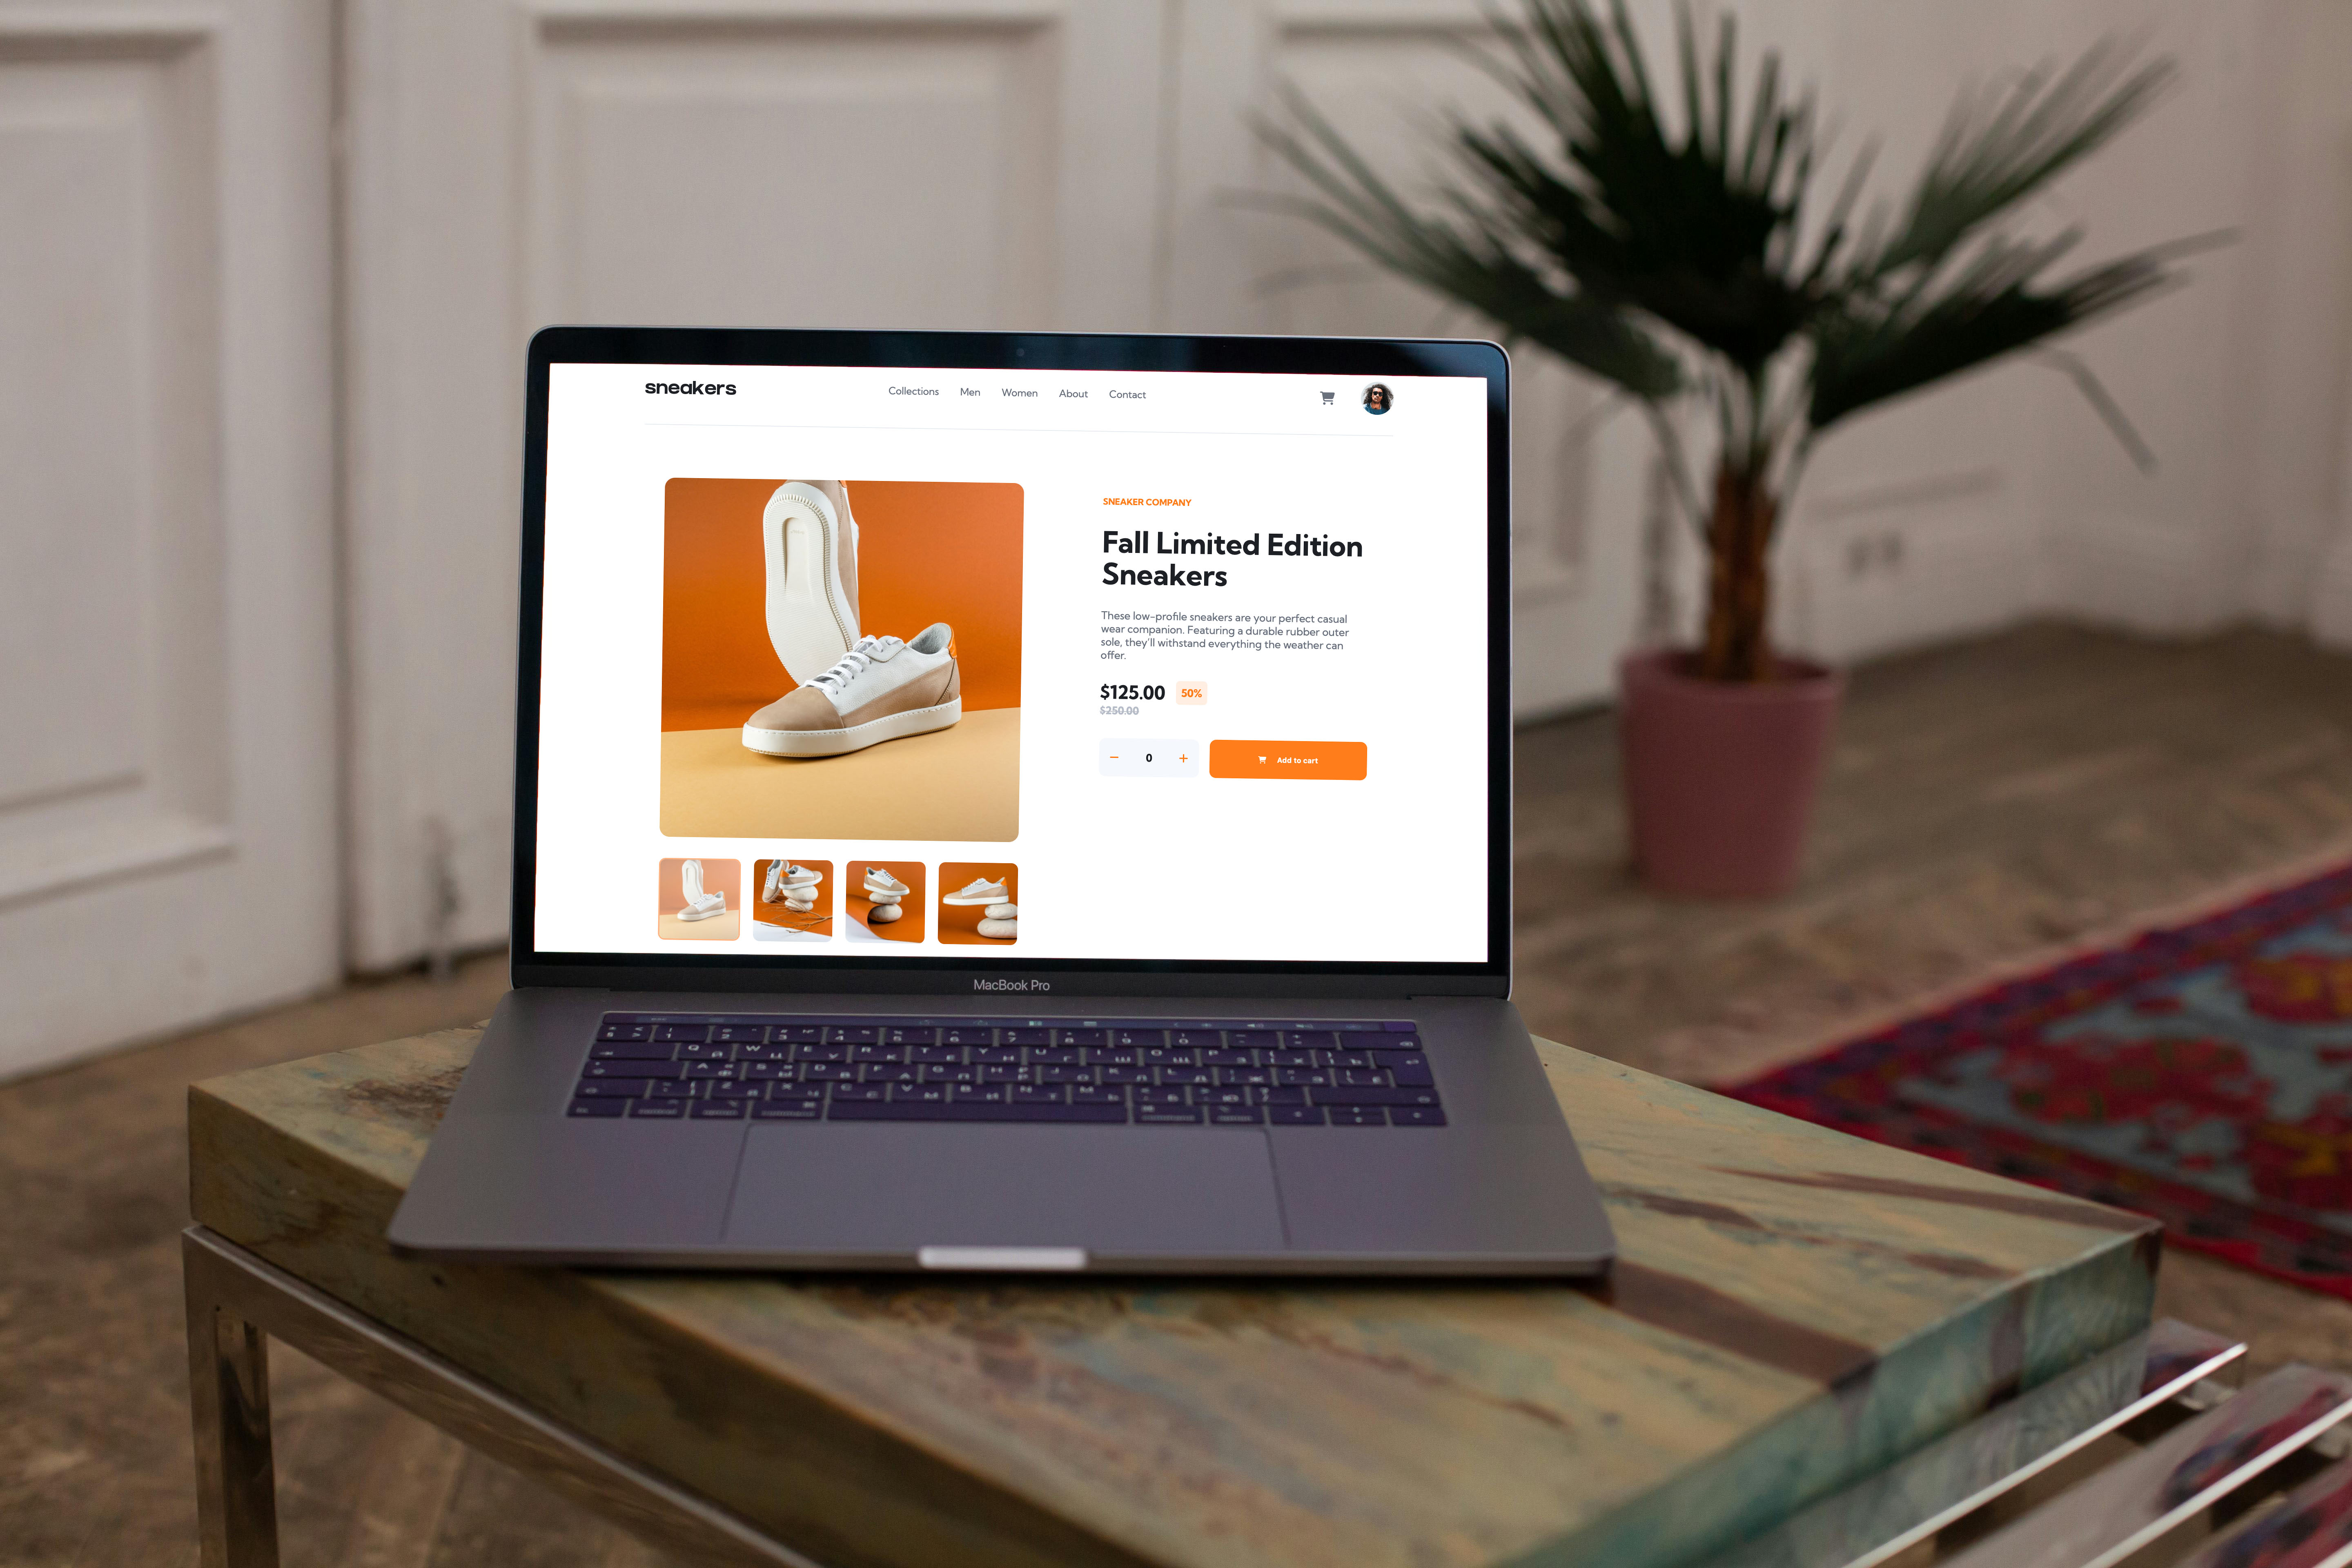 sneakers
Collections Men Women About Contact
SNEAKER COMPANY
Fall Limited Edition
Sneakers
These low-profile sneakers are your perfect casual
wear companion. Featuring a durable rubber outer
sole, they'll withstand everything the weather can
offer.
$125.00 50%
$250.00
0
Add to cart
MacBook Pro
Q W E R T Y U I O P
A S D F G H J K L
Z X C V B N M
command command